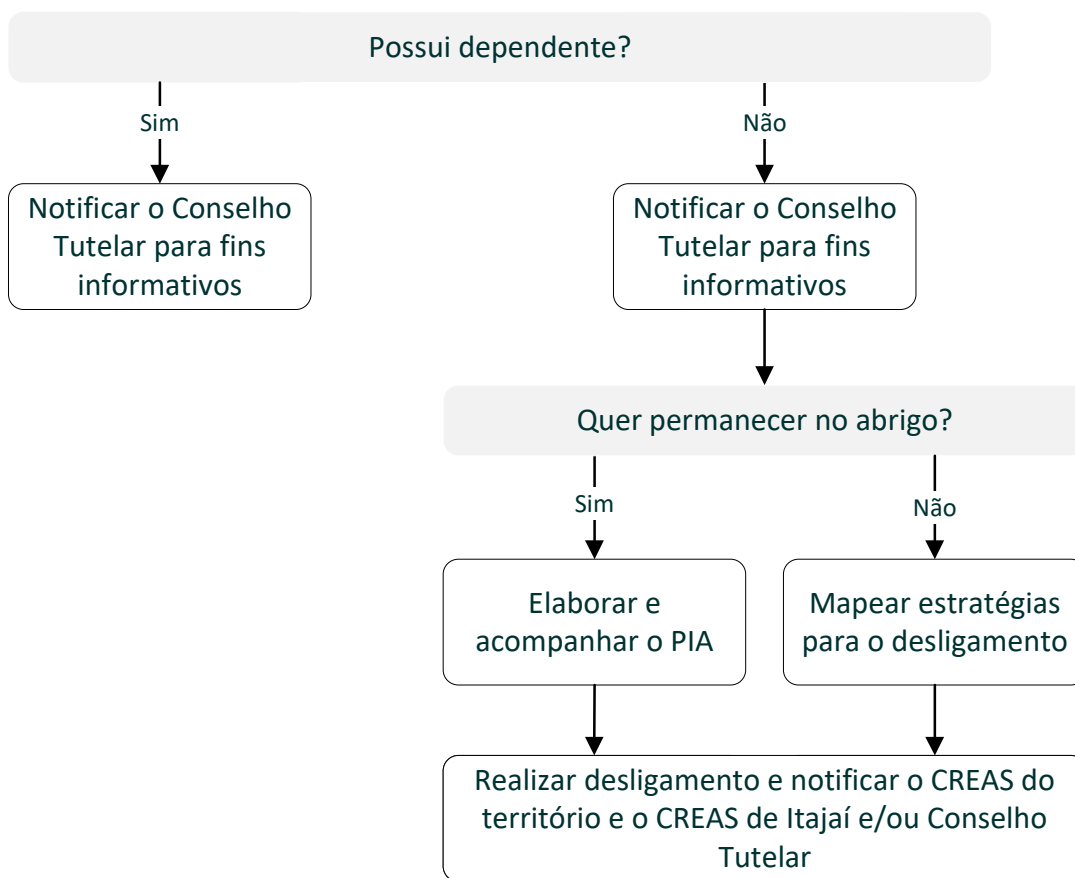 Possui dependente?
Sim
Não
Notificar o Conselho
Tutelar para fins
informativos
Notificar o Conselho
Tutelar para fins
informativos
Quer permanecer no abrigo?
Sim
Não
Elaborar e
acompanhar o PIA
Mapear estratégias
para o desligamento
Realizar desligamento e notificar o CREAS do
território e o CREAS de Itajaí e/ou Conselho
Tutelar